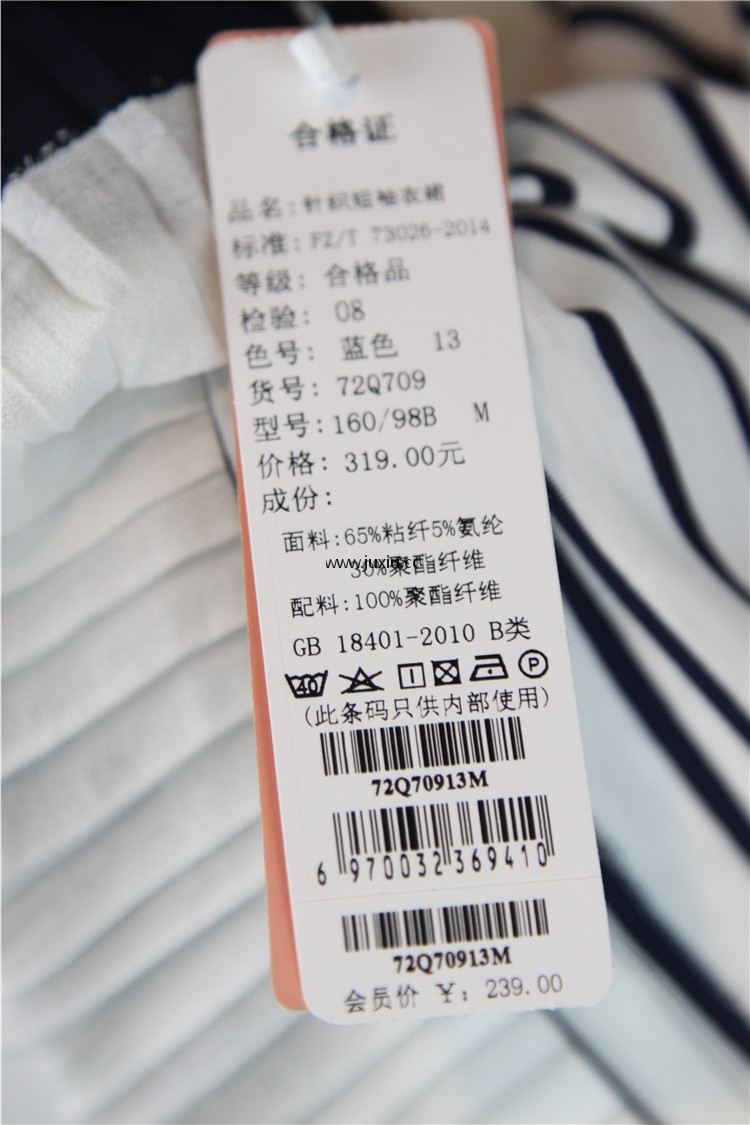 合格证
品名:针织短袖衣裙
标准:FZ/T 73026-2014
等级: 合格品
检验: 08
色号: 蓝色 13
货号: 72Q709
型号:160/98B M
价格: 319.00元
成份:
面料:65%粘纤5%氨纶
30%聚酯纤维
www.juxin.cc
配料:100%聚酯纤维
GB 18401-2010 B类
40 P
(此条码只供内部使用)
72Q70913M
6 970032 369410
72Q70913M
会员价 ¥: 239.00